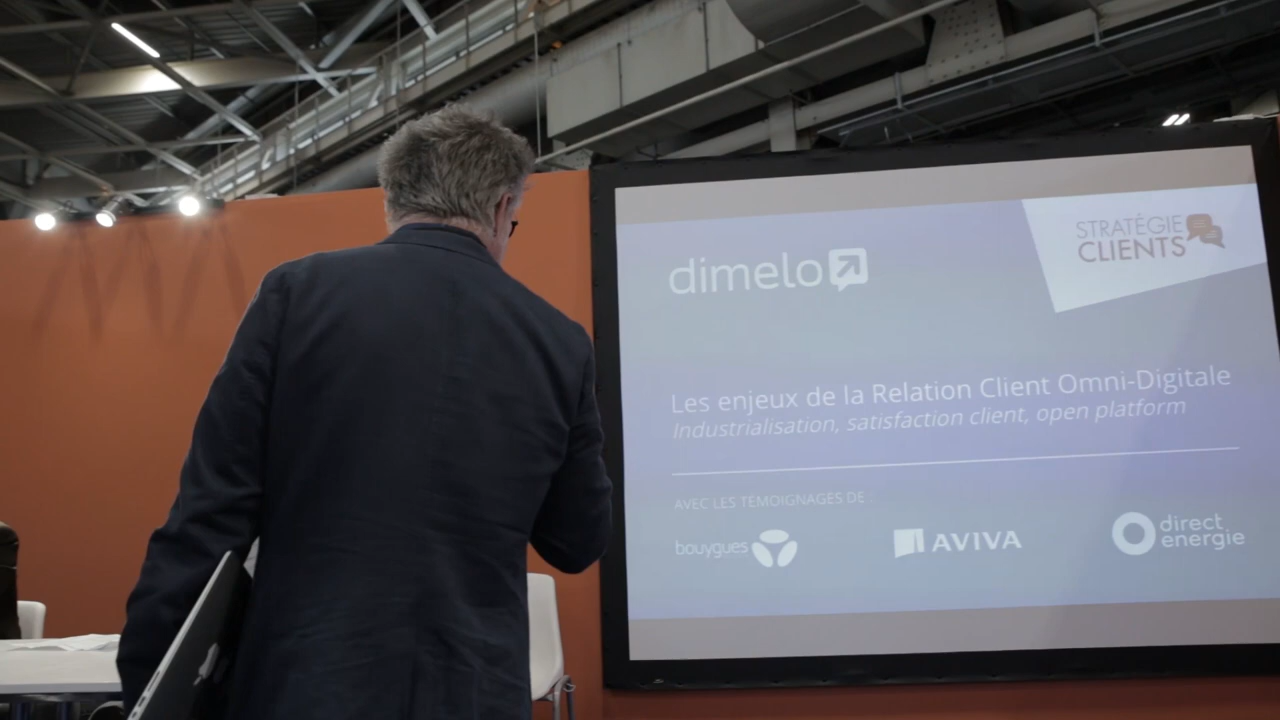 dimelo
STRATÉGIE
CLIENTS
Les enjeux de la Relation Client Omni-Digitale
Industrialisation, satisfaction client, open platform
AVEC LES TÉMOIGNAGES DE :
bouygues
AVIVA
direct
energie